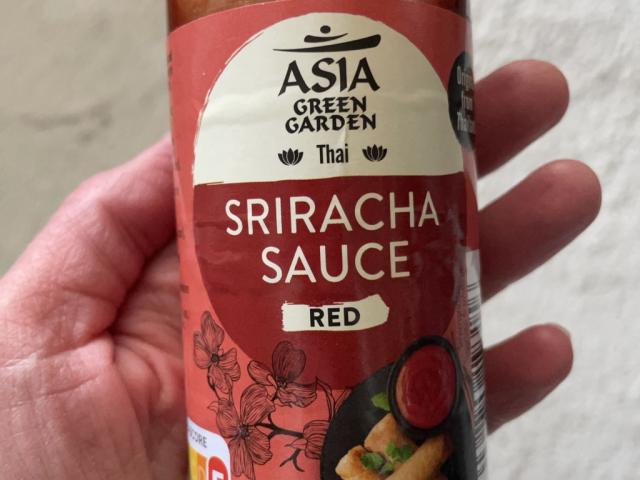 ASIA
GREEN
GARDEN
Thai
SRIRACHA
SAUCE
RED